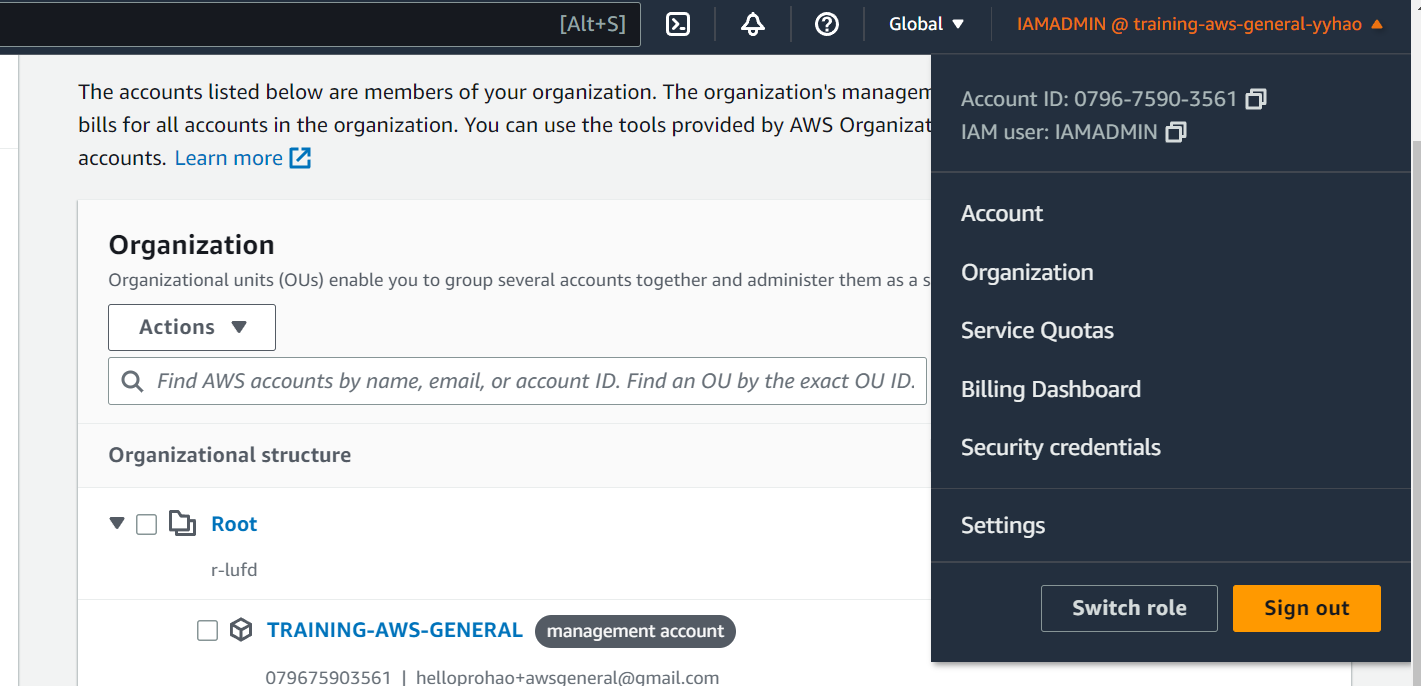 [Alt+S]
Global
IAMADMIN @ training-aws-general-yyhao
The accounts listed below are members of your organization. The organization's managem
bills for all accounts in the organization. You can use the tools provided by AWS Organizat
accounts. Learn more
Organization
Organizational units (OUs) enable you to group several accounts together and administer them as a s
Actions
Find AWS accounts by name, email, or account ID. Find an OU by the exact OU ID.
Organizational structure
Root
r-lufd
TRAINING-AWS-GENERAL management account
079675903561 | helloprohao+awsgeneral@gmail.com
Account ID: 0796-7590-3561
IAM user: IAMADMIN
Account
Organization
Service Quotas
Billing Dashboard
Security credentials
Settings
Switch role
Sign out